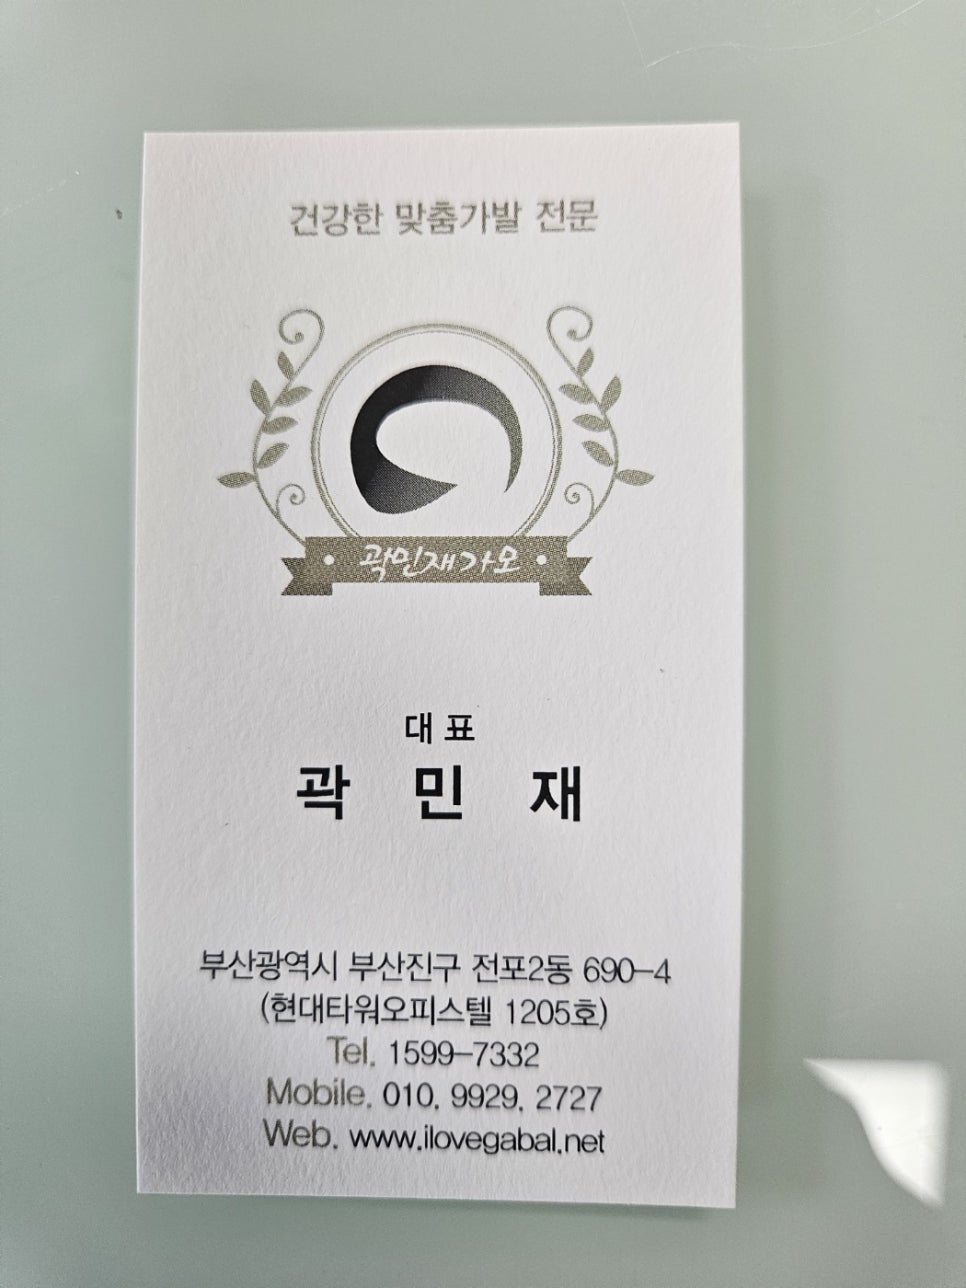 건강한 맞춤가발 전문
곽민재가모
대표
곽 민 재
부산광역시 부산진구 전포2동 690-4
(현대타워오피스텔 1205호)
Tel. 1599-7332
Mobile. 010. 9929. 2727
Web. www.ilovegabal.net